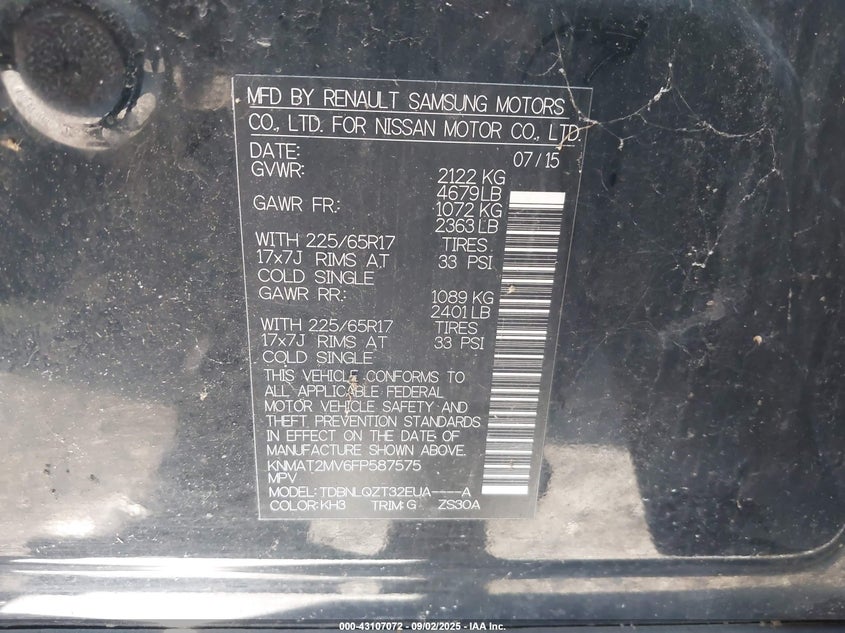 MFD BY RENAULT SAMSUNG MOTORS
CO., LTD. FOR NISSAN MOTOR CO., LTD
DATE: 07/15
GVWR: 2122 KG
4679LB
GAWR FR.: 1072 KG
2363LB
WITH 225/65R17 TIRES
17x7J RIMS AT 33 PSI
COLD SINGLE
GAWR RR.: 1089 KG
2401LB
WITH 225/65R17 TIRES
17x7J RIMS AT 33 PSI
COLD SINGLE
THIS VEHICLE CONFORMS TO
ALL APPLICABLE FEDERAL
MOTOR VEHICLE SAFETY AND
THEFT PREVENTION STANDARDS
IN EFFECT ON THE DATE OF
MANUFACTURE SHOWN ABOVE.
KNMAT2MV6FP587575
MPV
MODEL: TDBNLQZT32EUA----A
COLOR:KH3 TRIM:G ZS30A
000-43107072 - 09/02/2025 - IAA Inc.